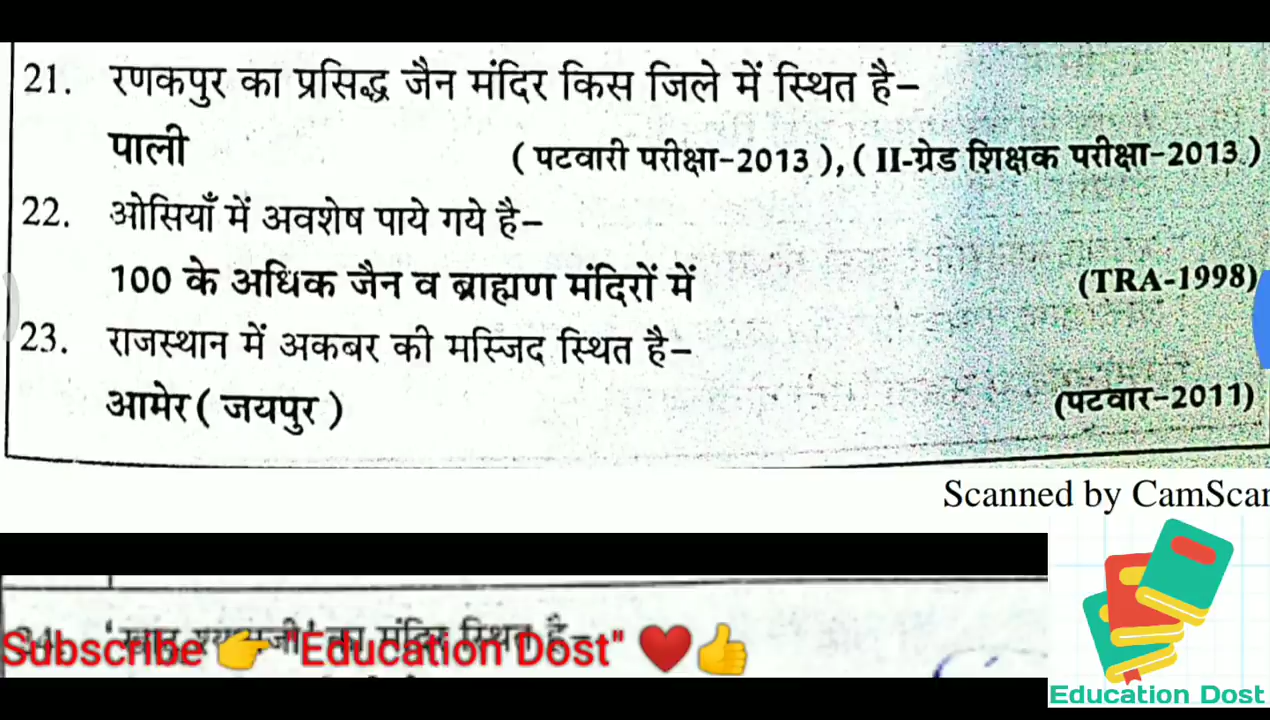 21. रणकपुर का प्रसिद्ध जैन मंदिर किस जिले में स्थित है–
पाली (पटवारी परीक्षा-2013), (II-ग्रेड शिक्षक परीक्षा-2013)
22. ओसियाँ में अवशेष पाये गये है–
100 के अधिक जैन व ब्राह्मण मंदिरों में (TRA-1998)
23. राजस्थान में अकबर की मस्जिद स्थित है–
आमेर (जयपुर) (पटवार-2011)
Scanned by CamScan
का मंदिर स्थित है–
Subscribe 👉 "Education Dost" ❤️👍
Education Dost